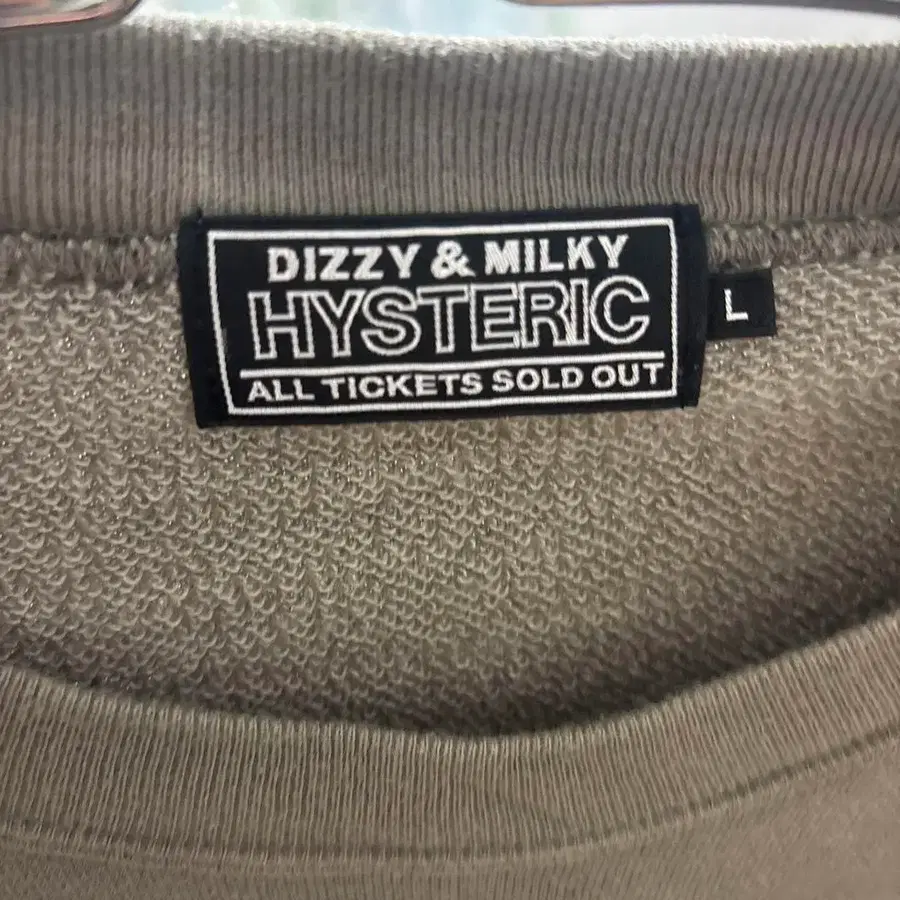 DIZZY & MILKY
HYSTERIC
ALL TICKETS SOLD OUT
L